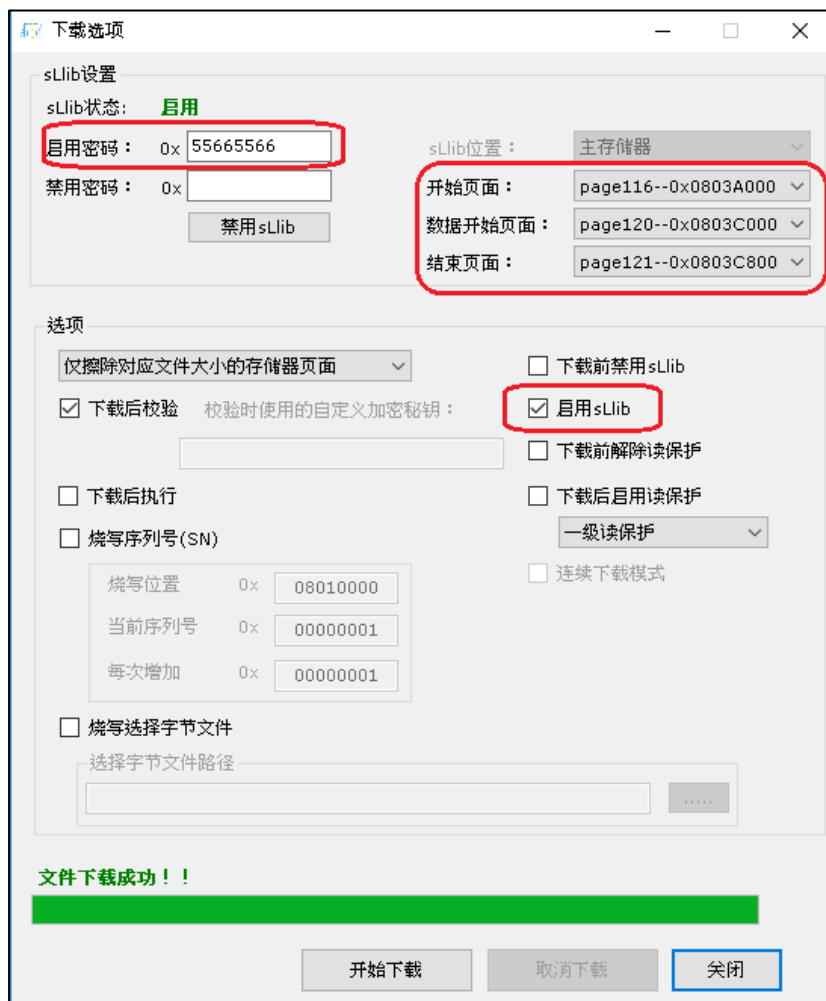 下载选项
sLlib设置
sLlib状态: 启用
启用密码： 0x 55665566
sLlib位置： 主存储器
禁用密码： 0x
开始页面： page116--0x0803A000
禁用sLlib
数据开始页面： page120--0x0803C000
结束页面： page121--0x0803C800
选项
仅擦除对应文件大小的存储器页面
下载前禁用sLlib
下载后校验 校验时使用的自定义加密秘钥：
启用sLlib
下载前解除读保护
下载后执行
下载后启用读保护
一级读保护
烧写序列号(SN)
连续下载模式
烧写位置 0x 08010000
当前序列号 0x 00000001
每次增加 0x 00000001
烧写选择字节文件
选择字节文件路径
.....
文件下载成功！！
开始下载 取消下载 关闭